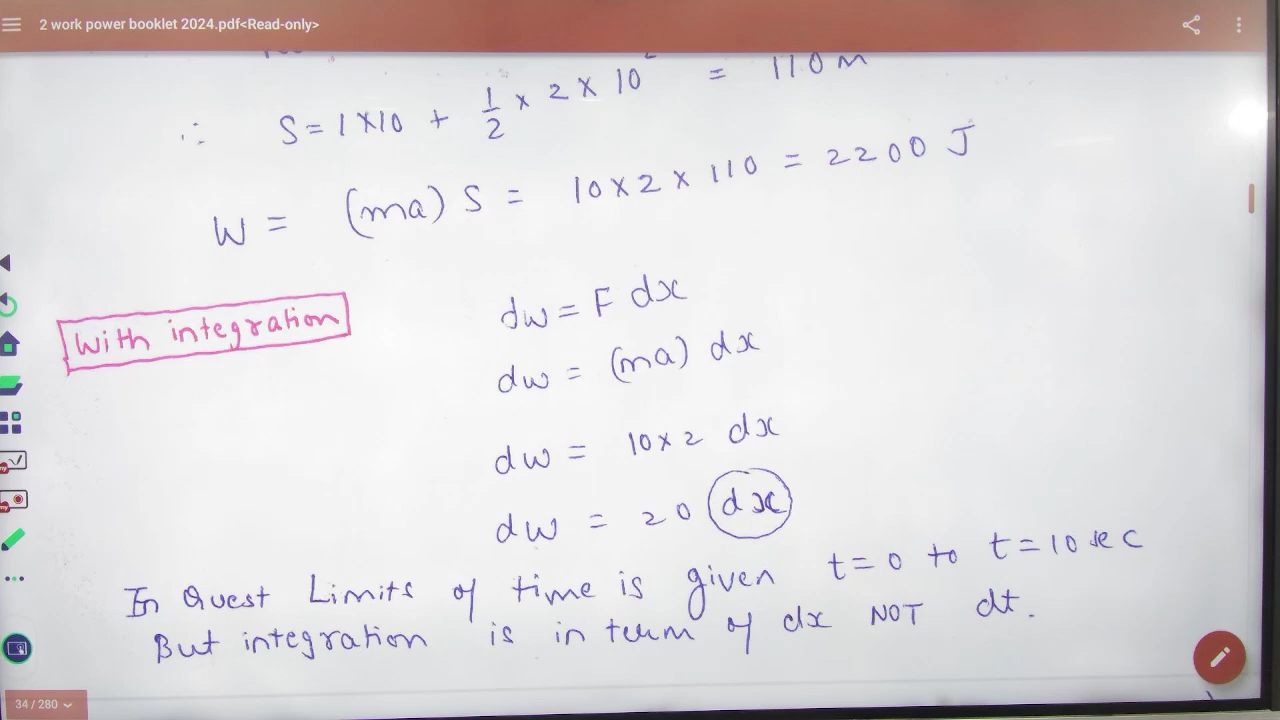 2 work power booklet 2024.pdf<Read-only>
∴ S = 1 × 10 + 1/2 × 2 × 10² = 110 m
W = (ma) S = 10 × 2 × 110 = 2200 J
With integration
dw = F dx
dw = (ma) dx
dw = 10 × 2 dx
dw = 20 dx
In Quest Limits of time is given t = 0 to t = 10 sec
But integration is in term of dx NOT dt.
34 / 280